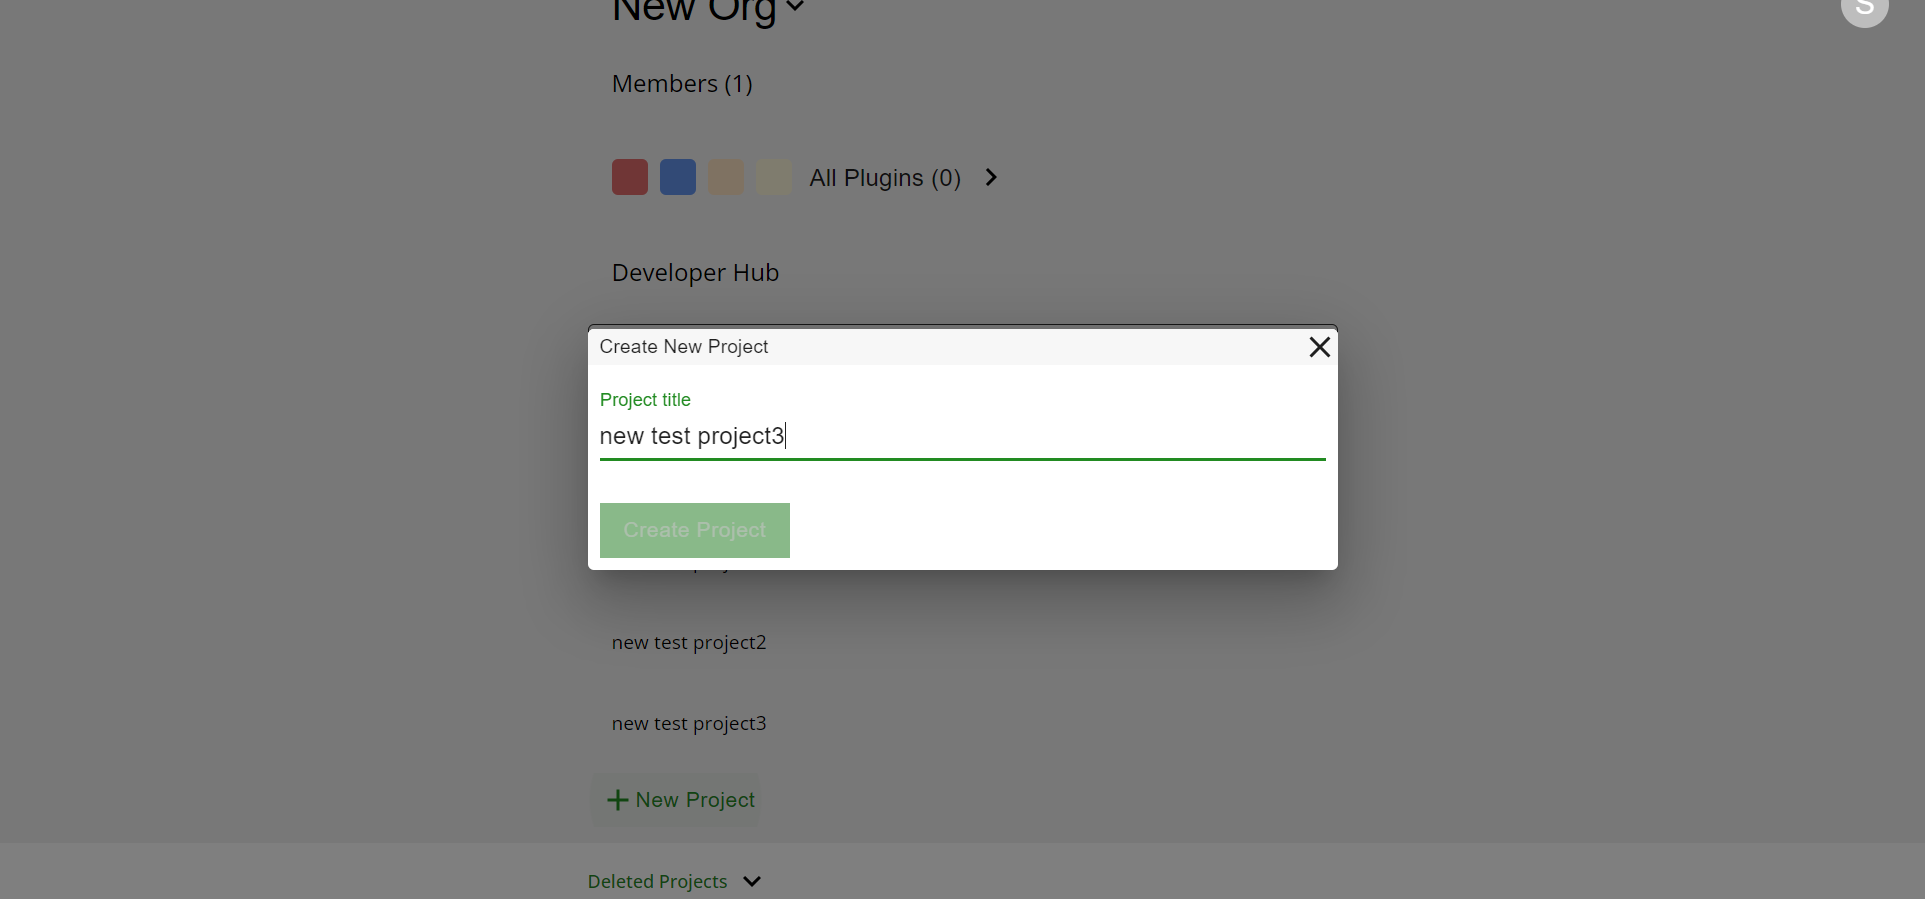 New Org
S
Members (1)
All Plugins (0)
Developer Hub
Create New Project
Project title
new test project3
Create Project
new test project2
new test project3
New Project
Deleted Projects